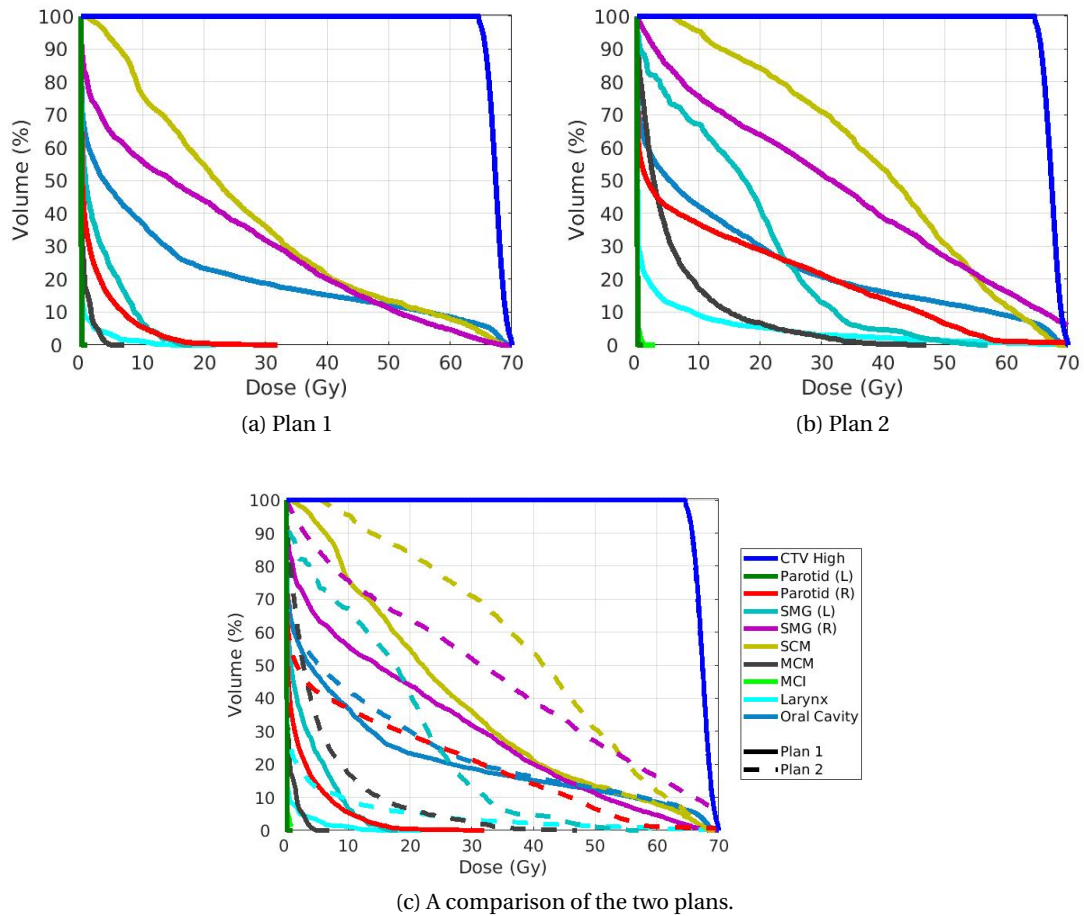 100
90
80
70
60
50
40
30
20
10
0
Volume (%)
0 10 20 30 40 50 60 70
Dose (Gy)
(a) Plan 1
100
90
80
70
60
50
40
30
20
10
0
Volume (%)
0 10 20 30 40 50 60 70
Dose (Gy)
(b) Plan 2
100
90
80
70
60
50
40
30
20
10
0
Volume (%)
0 10 20 30 40 50 60 70
Dose (Gy)
CTV High
Parotid (L)
Parotid (R)
SMG (L)
SMG (R)
SCM
MCM
MCI
Larynx
Oral Cavity
Plan 1
Plan 2
(c) A comparison of the two plans.